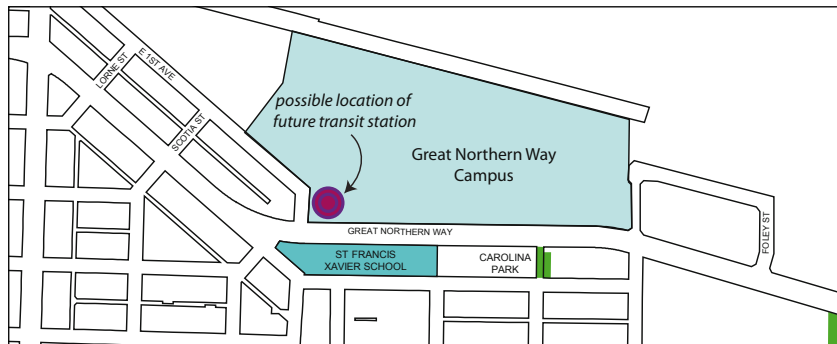 LORNE ST
E 1ST AVE
SCOTIA ST
possible location of
future transit station
Great Northern Way
Campus
GREAT NORTHERN WAY
FOLEY ST
ST FRANCIS
XAVIER SCHOOL
CAROLINA
PARK